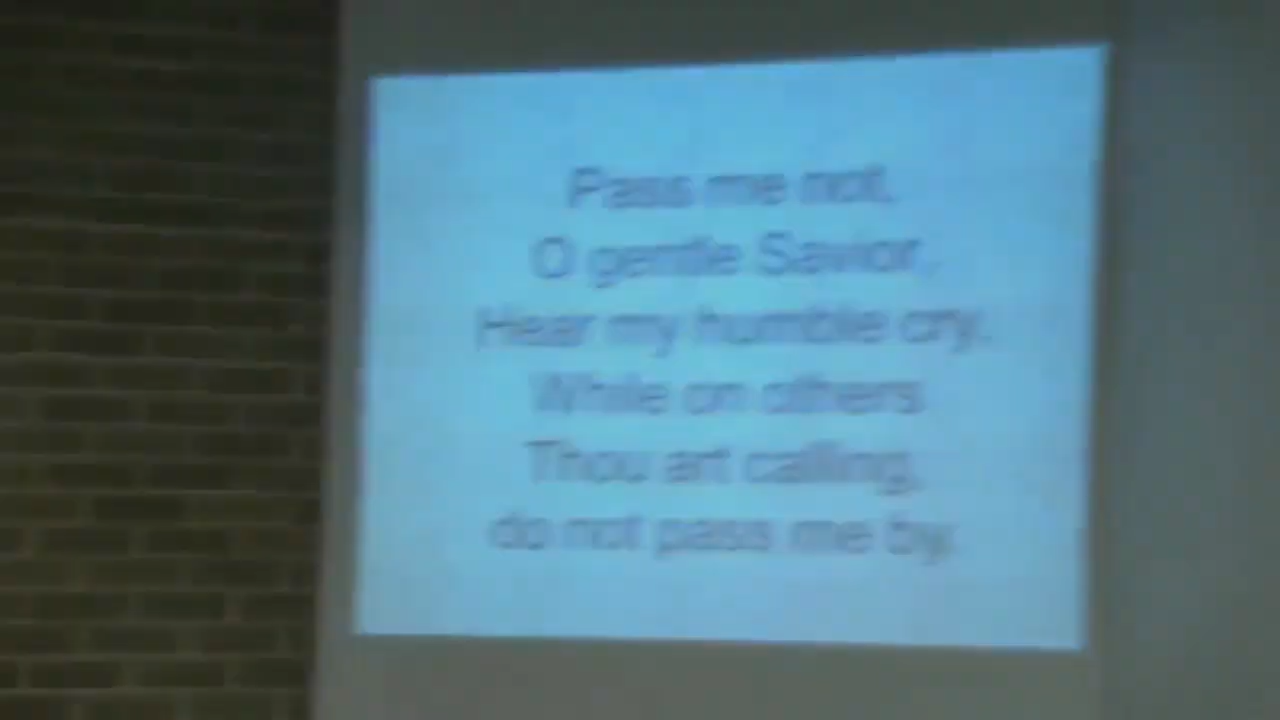 Pass me not,
O gentle Savior,
Hear my humble cry.
While on others
Thou art calling,
do not pass me by.